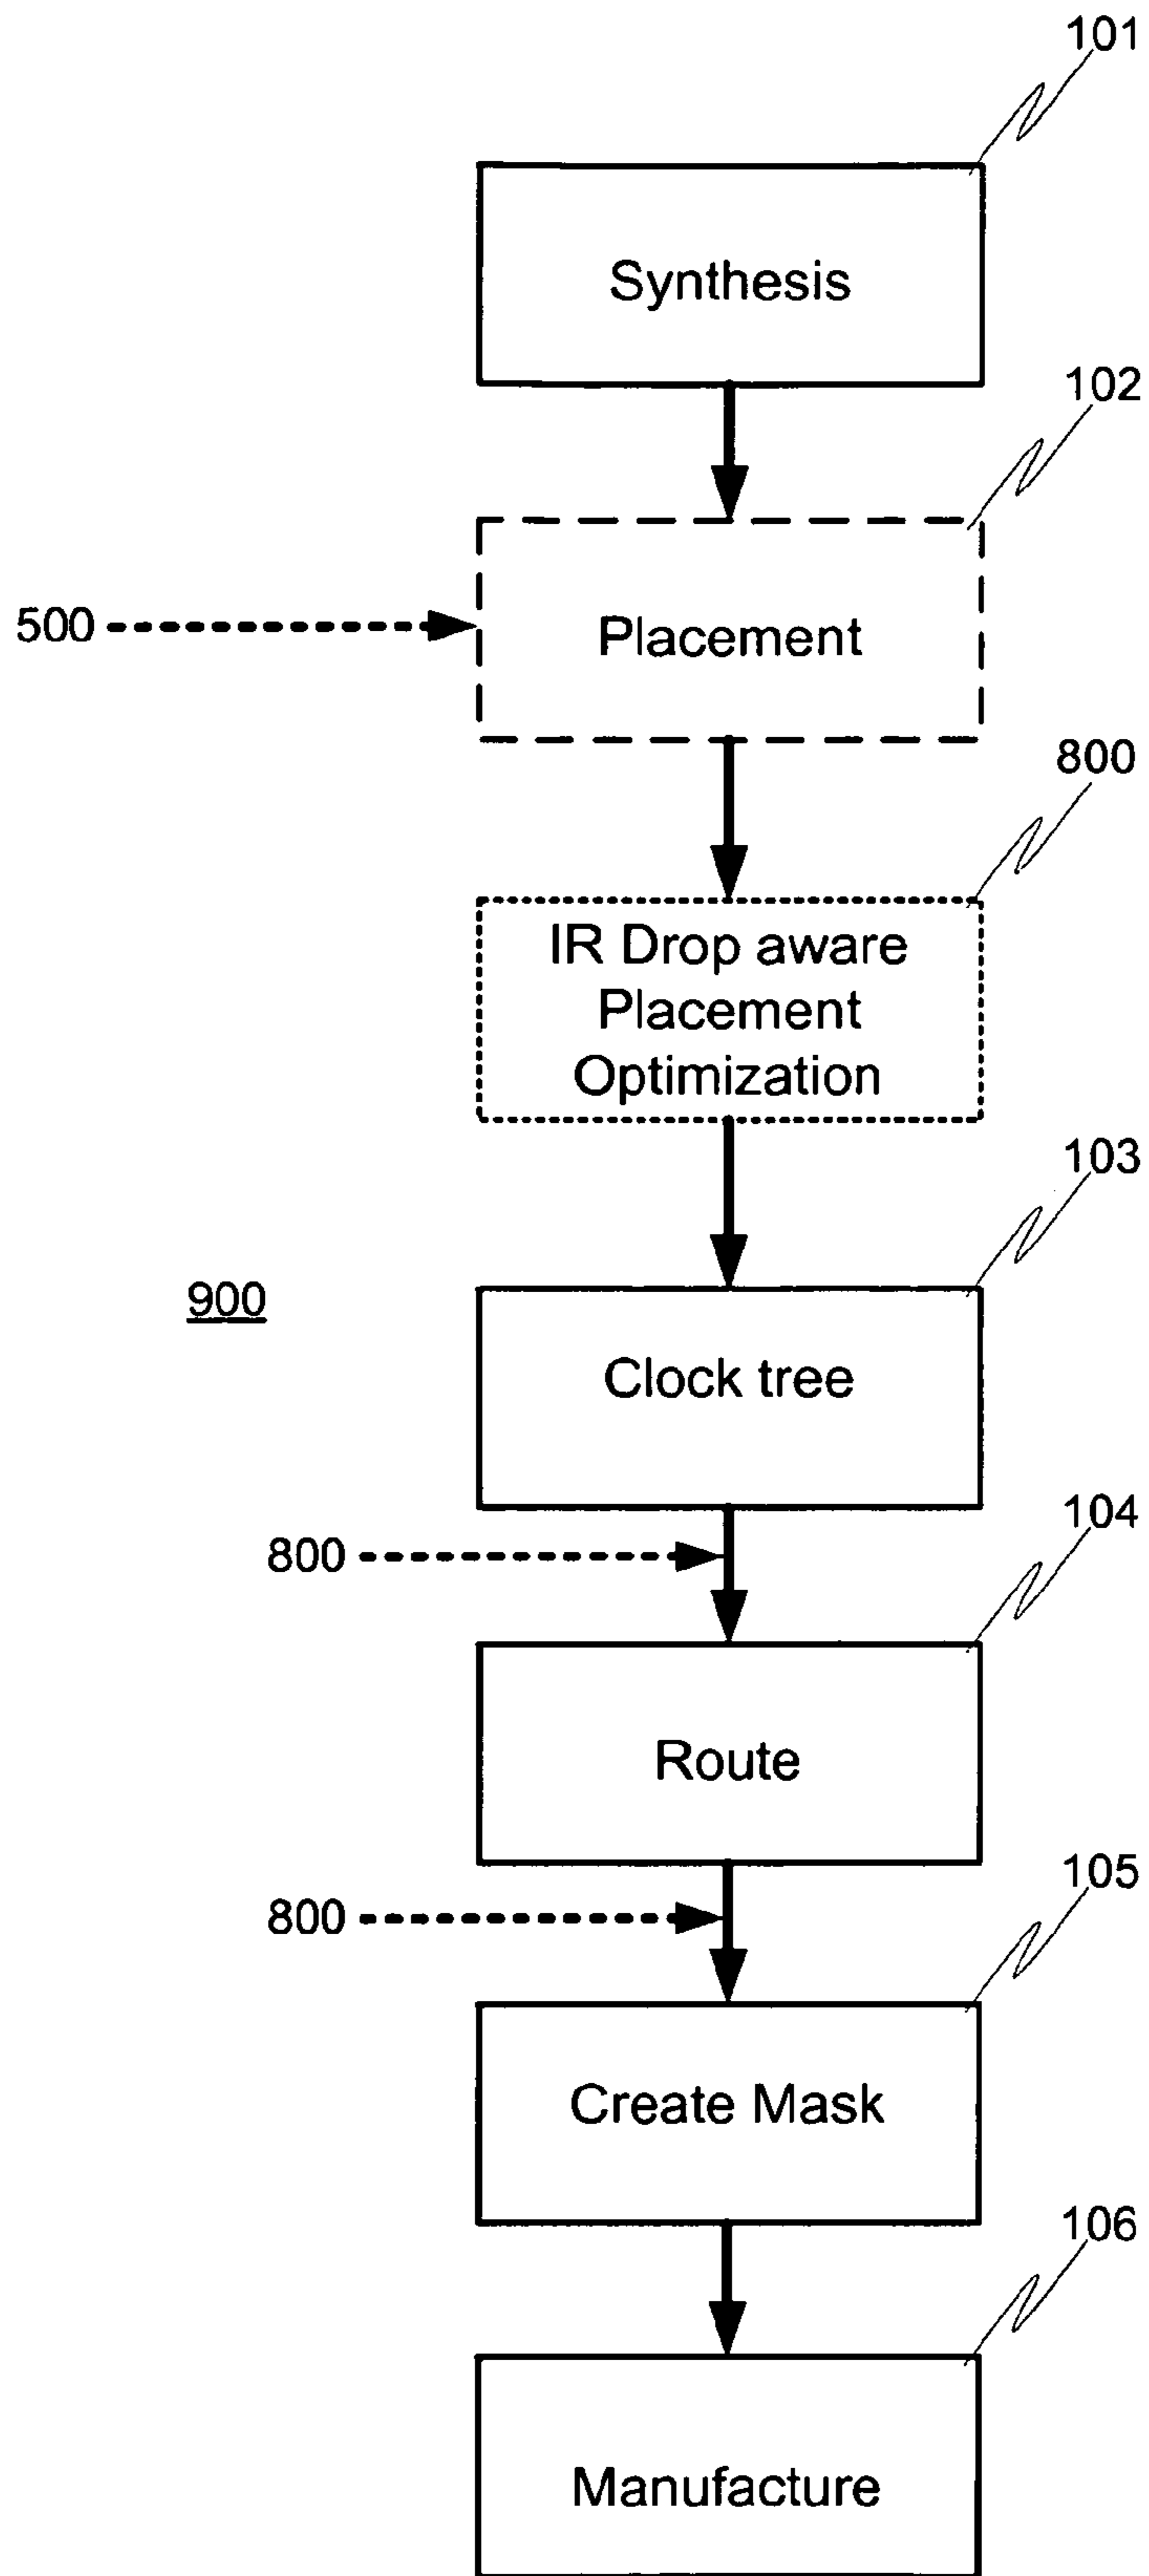 101
Synthesis
102
500
Placement
800
IR Drop aware
Placement
Optimization
103
900
Clock tree
104
800
Route
105
800
Create Mask
106
Manufacture